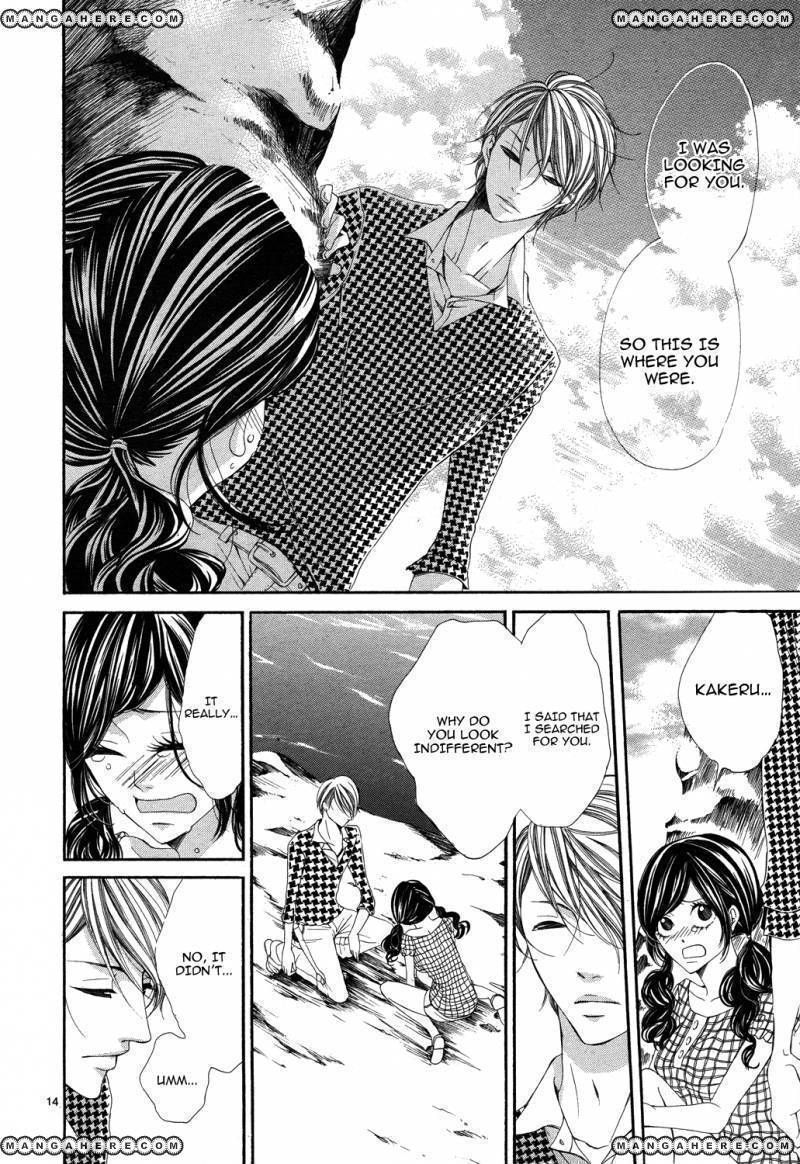 MANGAHERE.COM
MANGAHERE.COM
I WAS
LOOKING
FOR YOU.
SO THIS IS
WHERE YOU
WERE.
KAKERU...
I SAID THAT
I SEARCHED
FOR YOU.
WHY DO
YOU LOOK
INDIFFERENT?
IT
REALLY...
NO, IT
DIDN'T...
UMM...
14
MANGAHERE.COM
MANGAHERE.COM